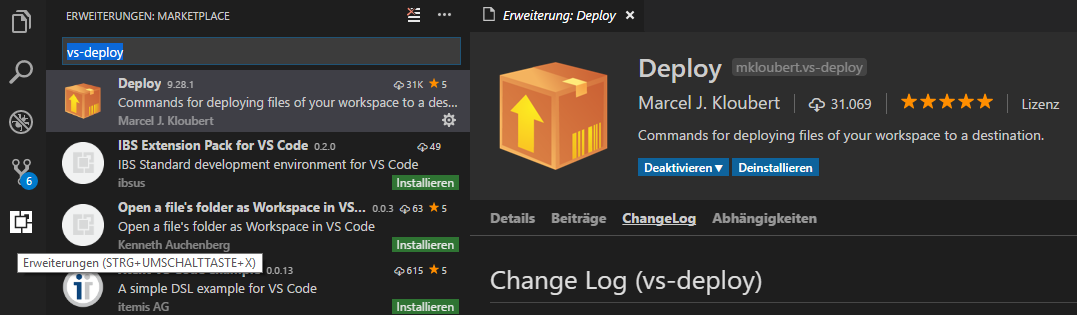 ERWEITERUNGEN: MARKETPLACE
vs-deploy
Deploy 9.28.1 31K ★ 5
Commands for deploying files of your workspace to a des...
Marcel J. Kloubert
IBS Extension Pack for VS Code 0.2.0 49
IBS Standard development environment for VS Code
ibsus Installieren
6
Open a file's folder as Workspace in VS... 0.0.3 63 ★ 5
Open a file's folder as Workspace in VS Code
Kenneth Auchenberg Installieren
Erweiterungen (STRG+UMSCHALTTASTE+X)
0.0.13 615 ★ 5
A simple DSL example for VS Code
itemis AG Installieren
Erweiterung: Deploy ×
Deploy mkloubert.vs-deploy
Marcel J. Kloubert 31.069 ★★★★★ Lizenz
Commands for deploying files of your workspace to a destination.
Deaktivieren▼ Deinstallieren
Details Beiträge ChangeLog Abhängigkeiten
Change Log (vs-deploy)